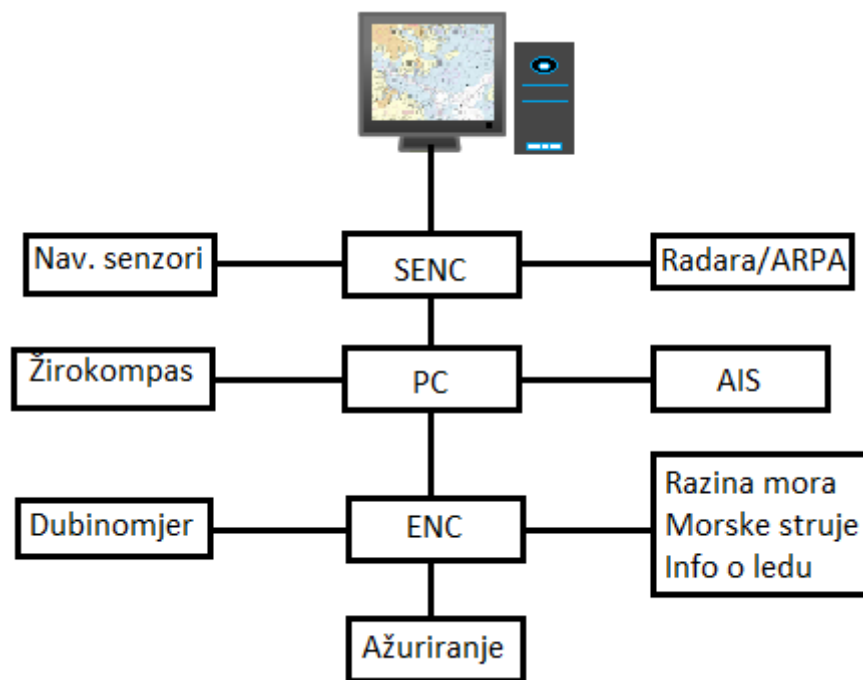 Nav. senzori
SENC
Radara/ARPA
Žirokompas
PC
AIS
Dubinomjer
ENC
Razina mora
Morske struje
Info o ledu
Ažuriranje